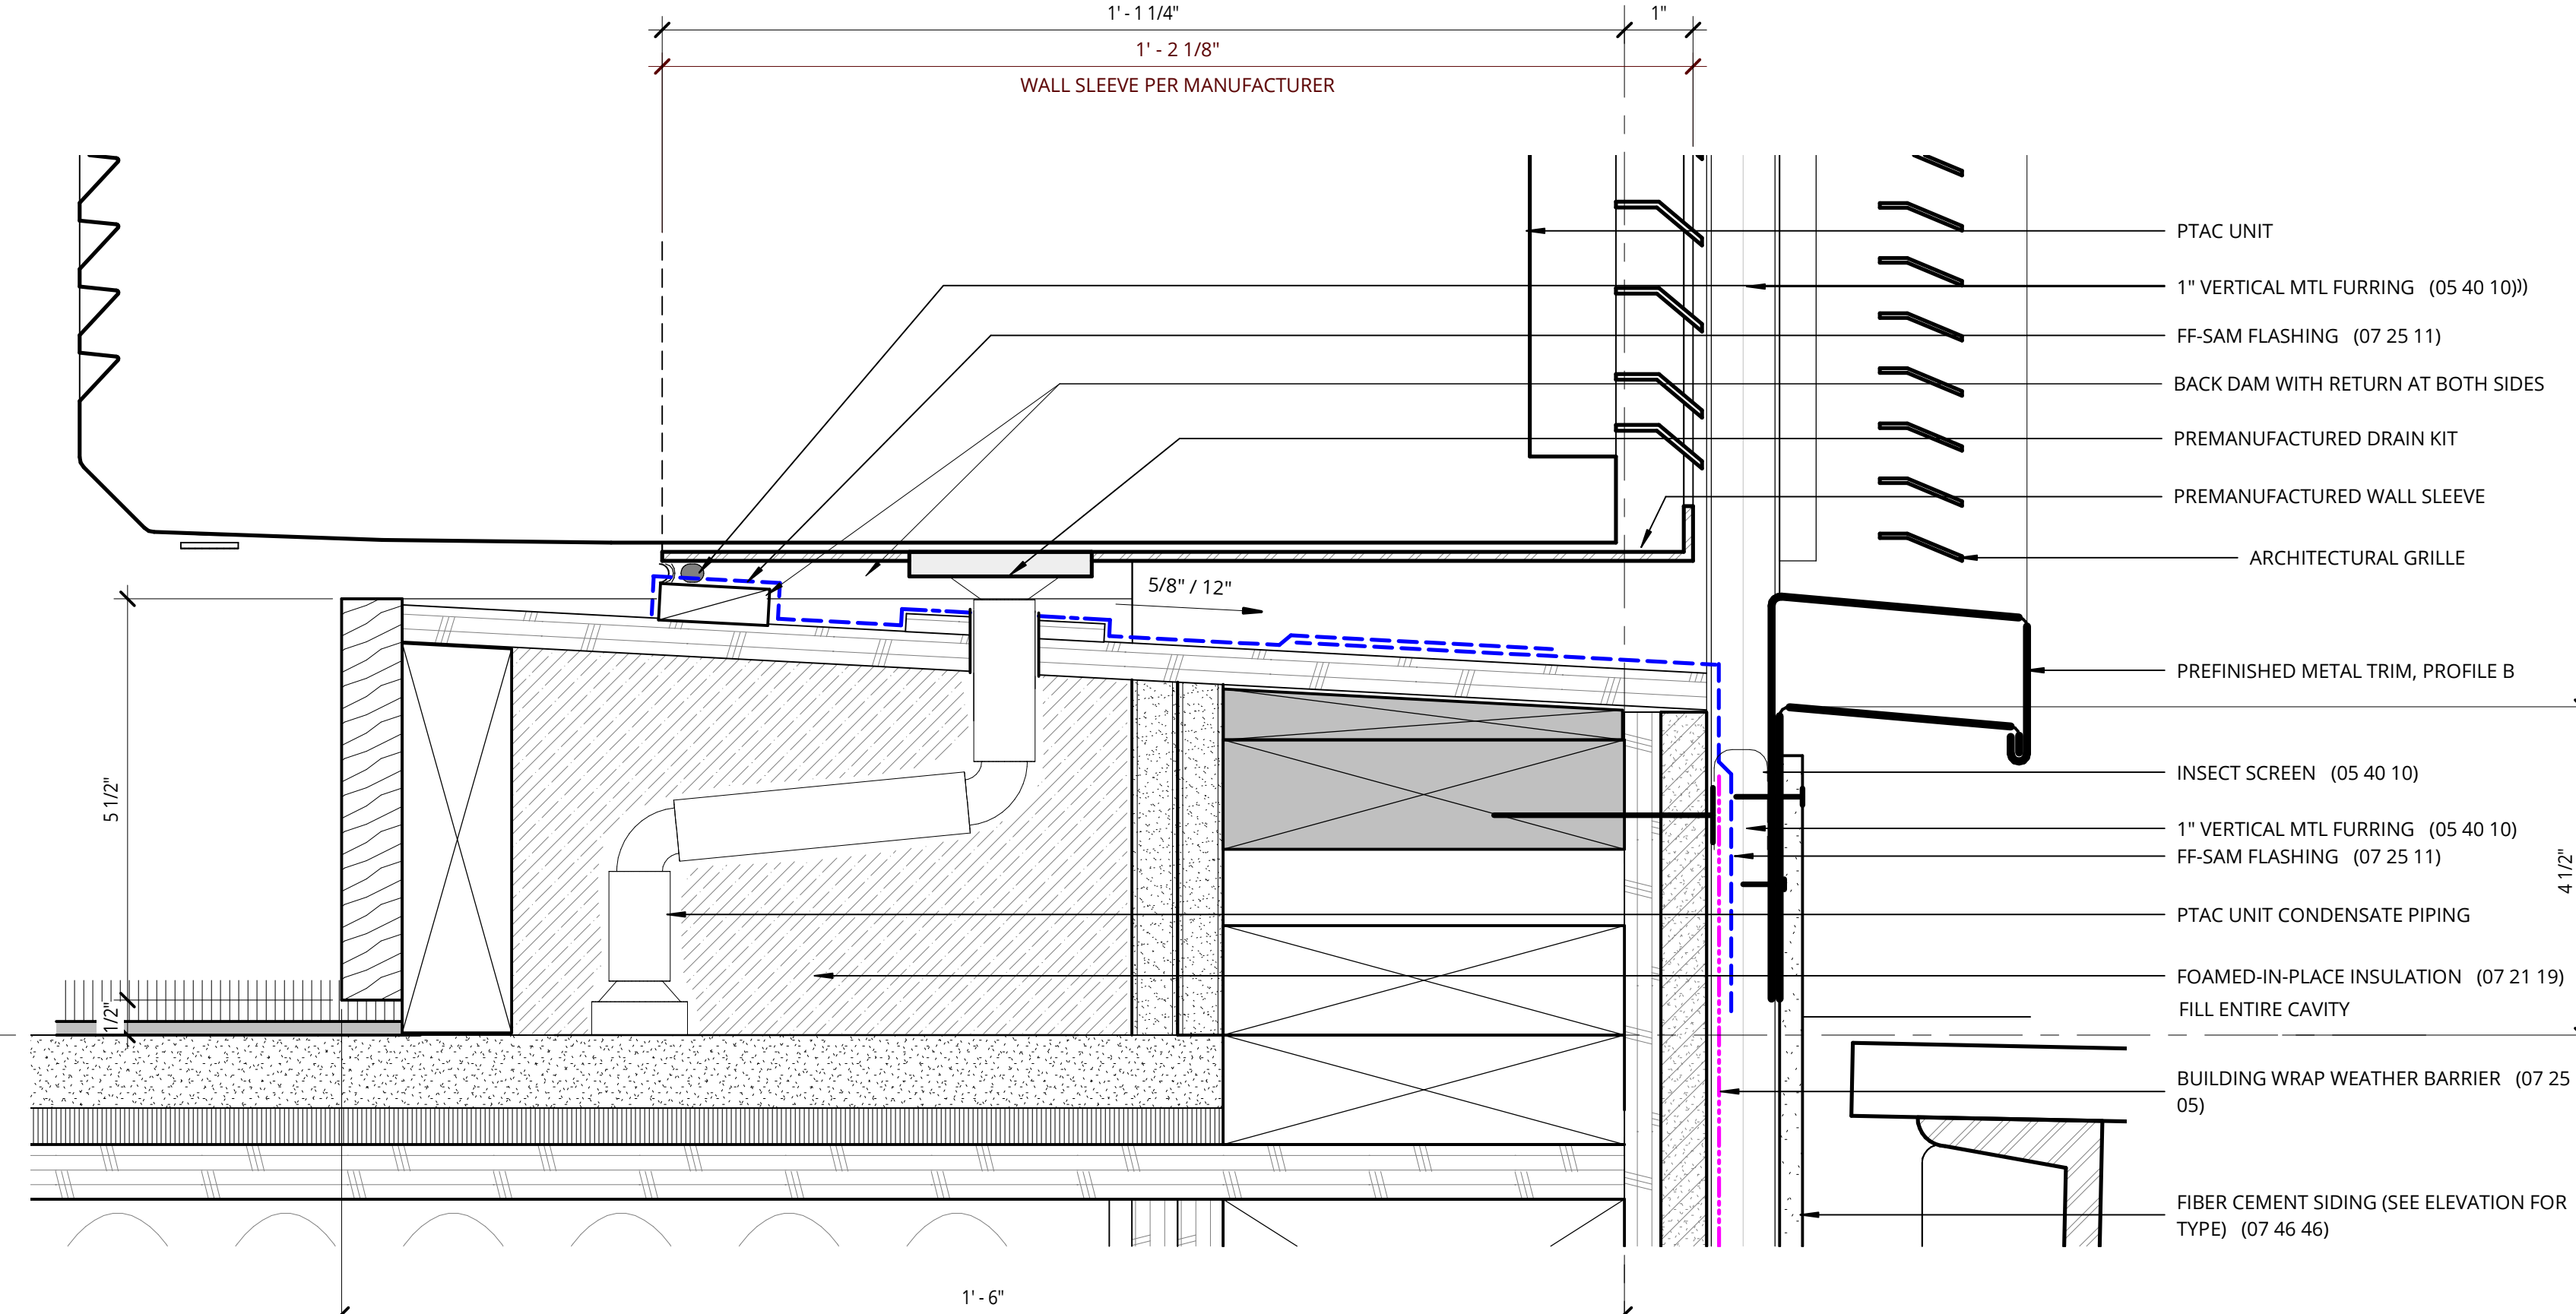 1' - 1 1/4"
1"
1' - 2 1/8"
WALL SLEEVE PER MANUFACTURER
PTAC UNIT
1" VERTICAL MTL FURRING (05 40 10)))
FF-SAM FLASHING (07 25 11)
BACK DAM WITH RETURN AT BOTH SIDES
PREMANUFACTURED DRAIN KIT
PREMANUFACTURED WALL SLEEVE
ARCHITECTURAL GRILLE
5/8" / 12"
PREFINISHED METAL TRIM, PROFILE B
INSECT SCREEN (05 40 10)
5 1/2"
1" VERTICAL MTL FURRING (05 40 10)
FF-SAM FLASHING (07 25 11)
4 1/2"
PTAC UNIT CONDENSATE PIPING
FOAMED-IN-PLACE INSULATION (07 21 19)
FILL ENTIRE CAVITY
1/2"
BUILDING WRAP WEATHER BARRIER (07 25
05)
FIBER CEMENT SIDING (SEE ELEVATION FOR
TYPE) (07 46 46)
1' - 6"